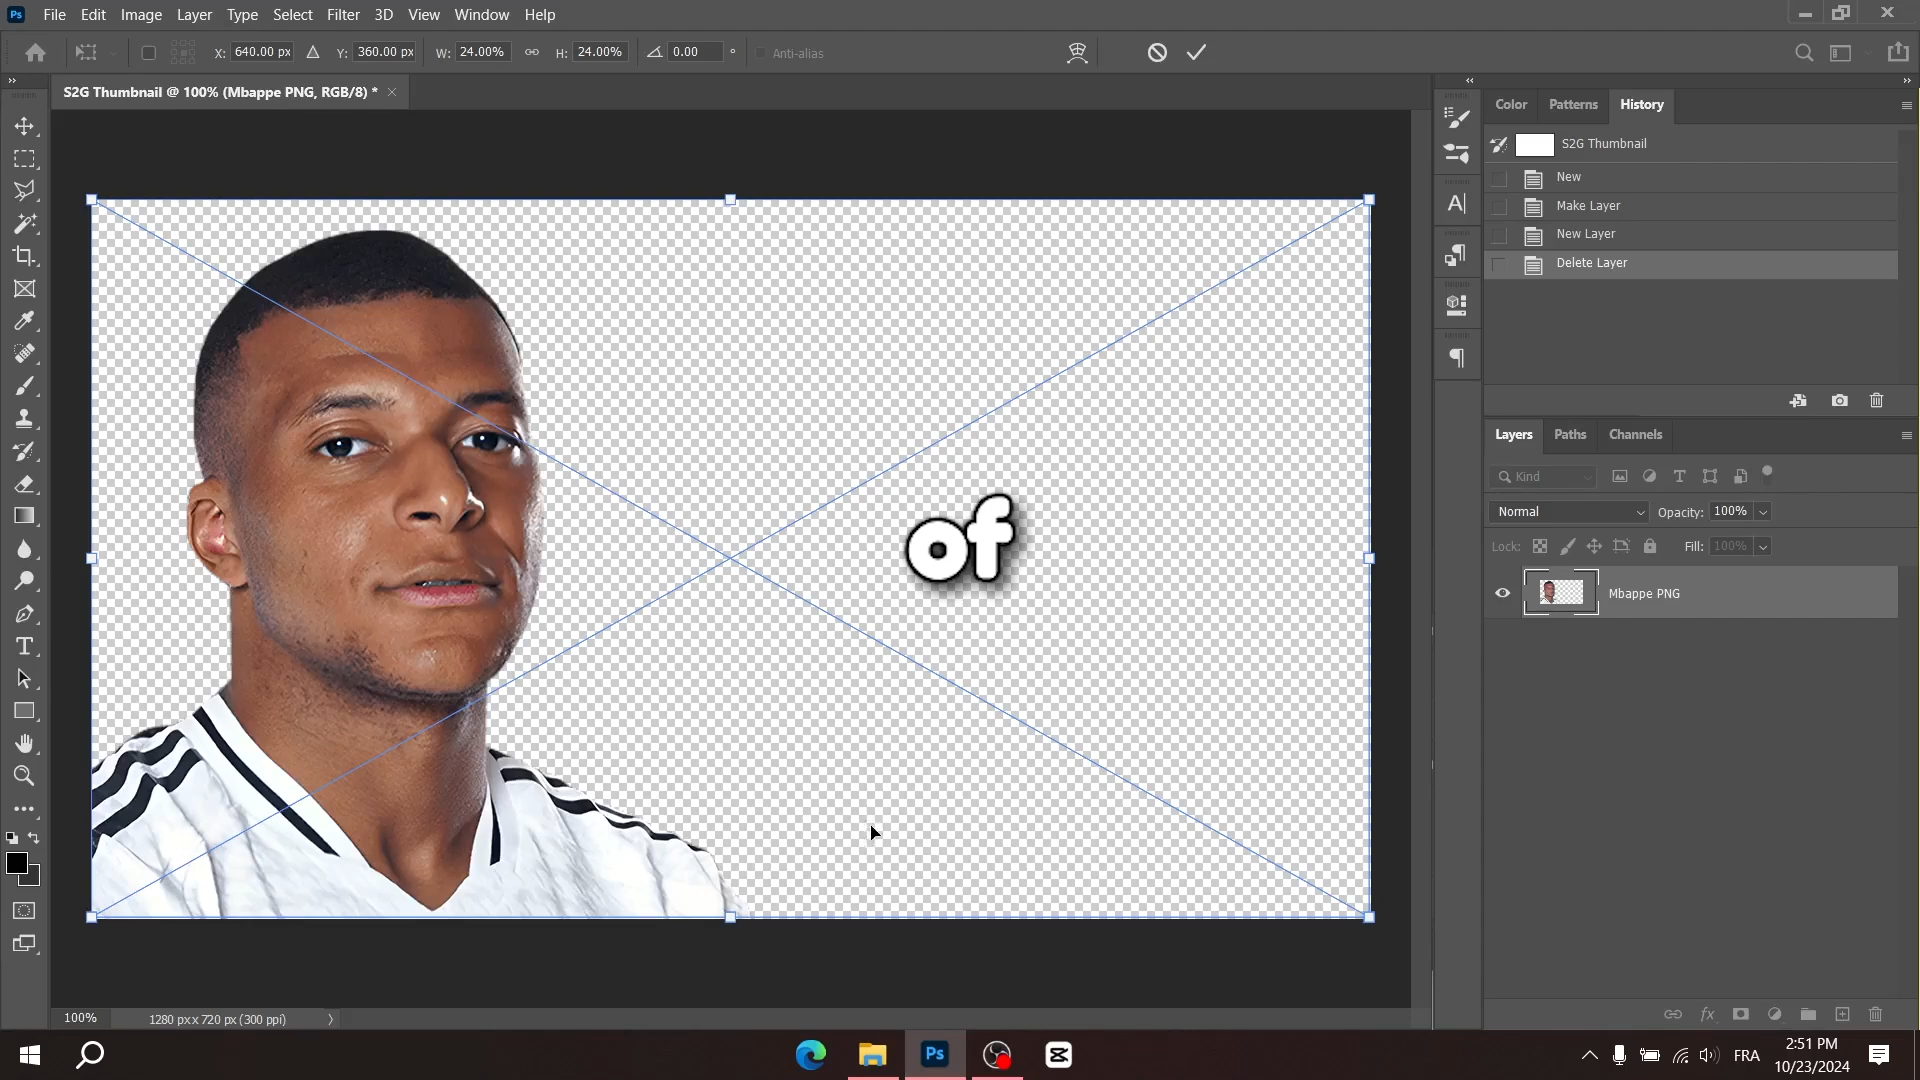 Ps File Edit Image Layer Type Select Filter 3D View Window Help
X: 640.00 px Y: 360.00 px W: 24.00% H: 24.00% 0.00 ° Anti-alias
S2G Thumbnail @ 100% (Mbappe PNG, RGB/8) * ×
Color Patterns History
S2G Thumbnail
New
Make Layer
New Layer
Delete Layer
of
Layers Paths Channels
Kind
Normal Opacity: 100%
Lock: Fill: 100%
Mbappe PNG
100% 1280 px x 720 px (300 ppi)
Ps
FRA
2:51 PM
10/23/2024